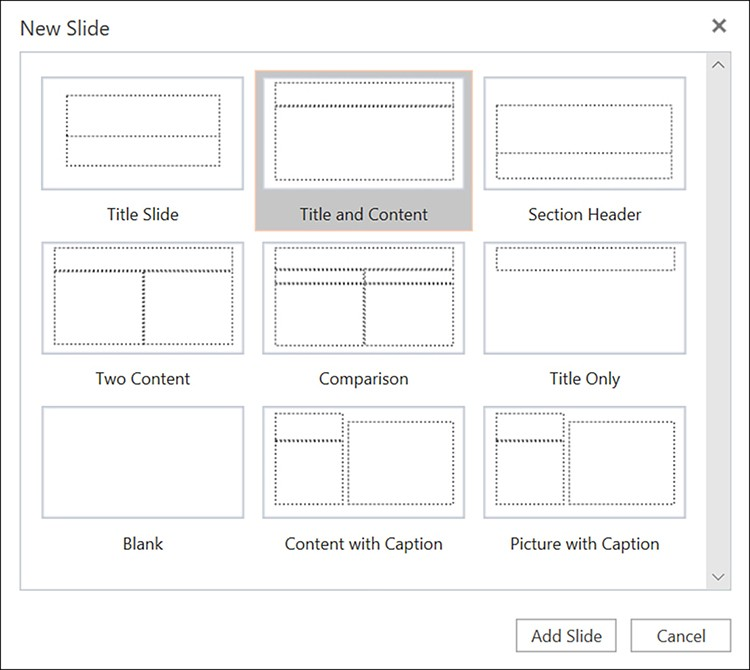 New Slide
Title Slide
Title and Content
Section Header
Two Content
Comparison
Title Only
Blank
Content with Caption
Picture with Caption
Add Slide
Cancel